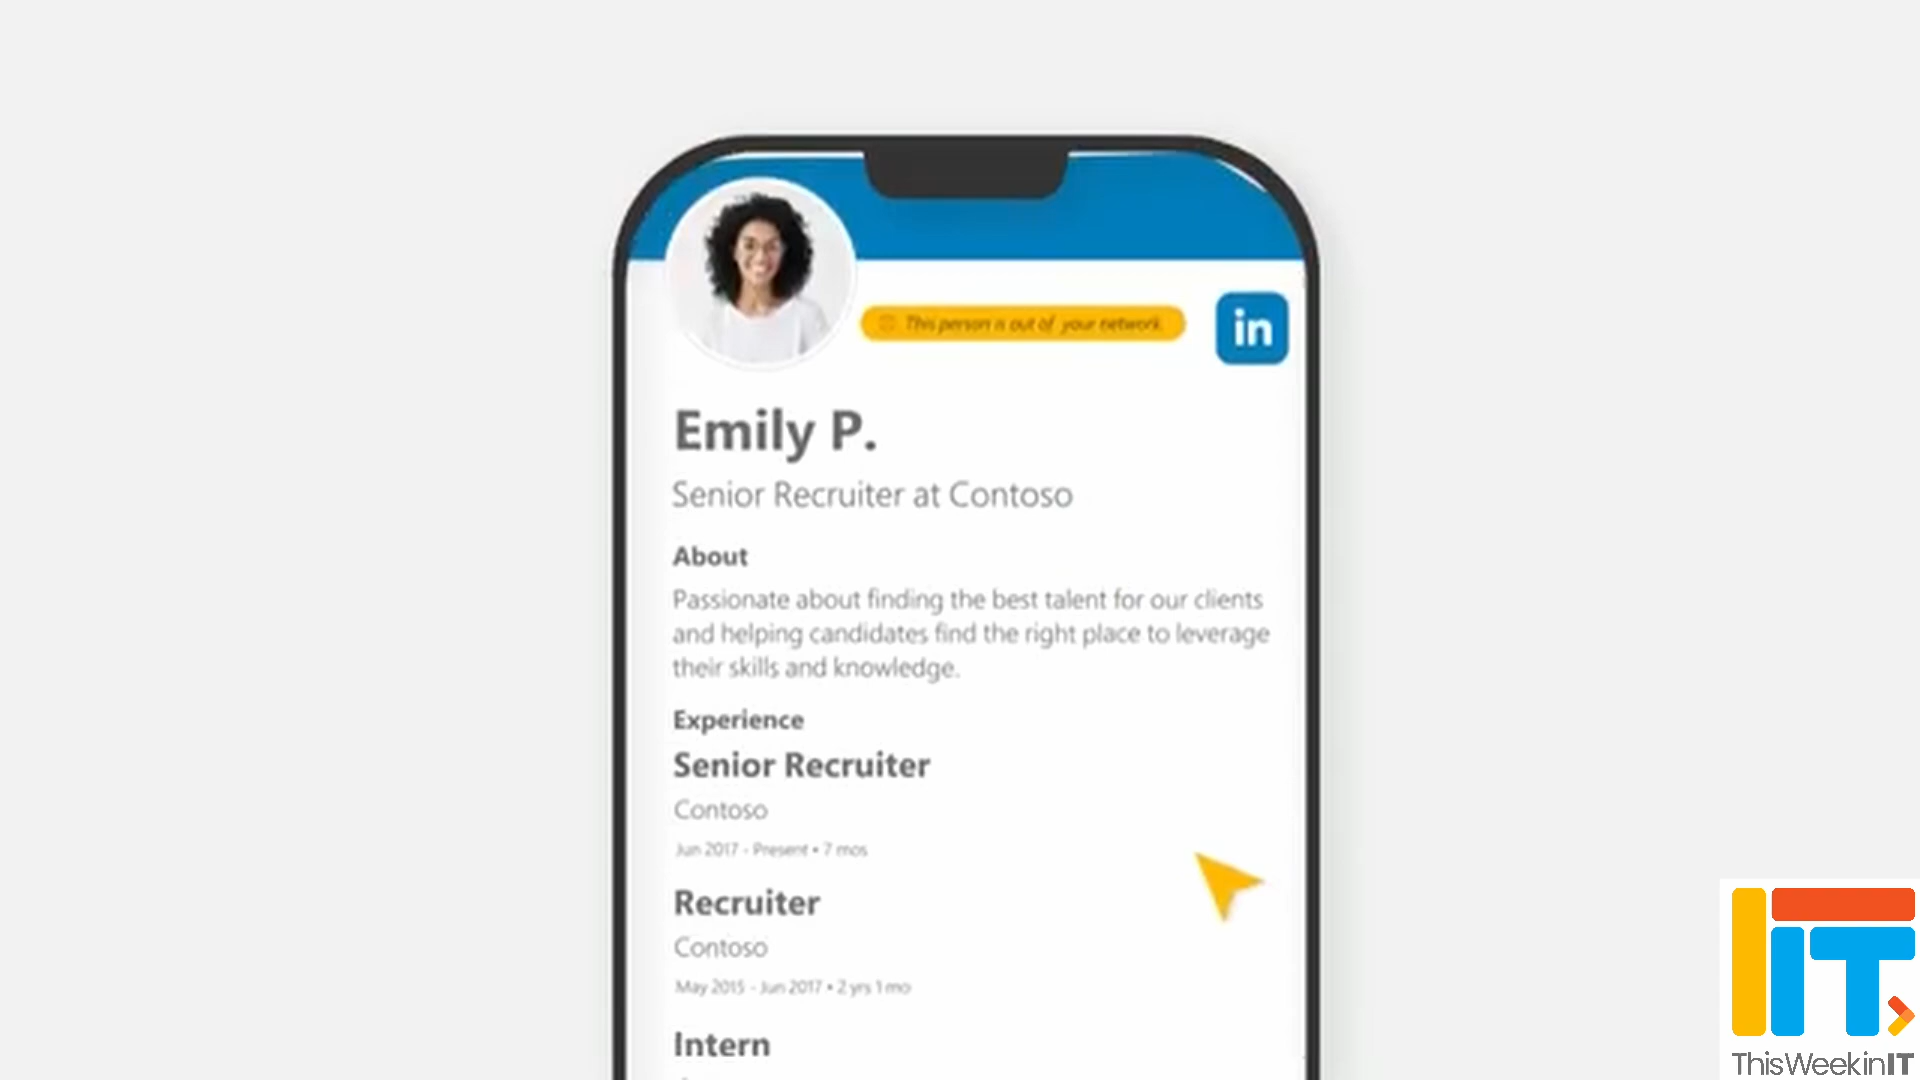 This person is out of your network.
in
Emily P.
Senior Recruiter at Contoso
About
Passionate about finding the best talent for our clients
and helping candidates find the right place to leverage
their skills and knowledge.
Experience
Senior Recruiter
Contoso
Jun 2017 - Present • 7 mos
Recruiter
Contoso
May 2015 - Jun 2017 • 2 yrs 1 mo
Intern
IT
ThisWeekinIT